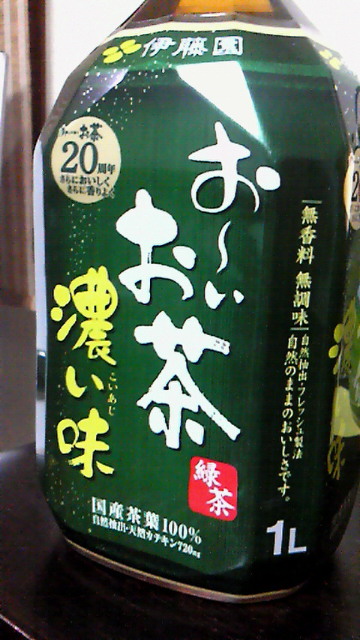 伊藤園
お〜いお茶
20周年
さらにおいしく
さらに香りよく
お〜い
お茶
濃い味
こいあじ
緑茶
無香料 無調味
自然抽出・フレッシュ製法
自然のままのおいしさです。
国産茶葉100%
自然抽出・天然カテキン720mg
1L